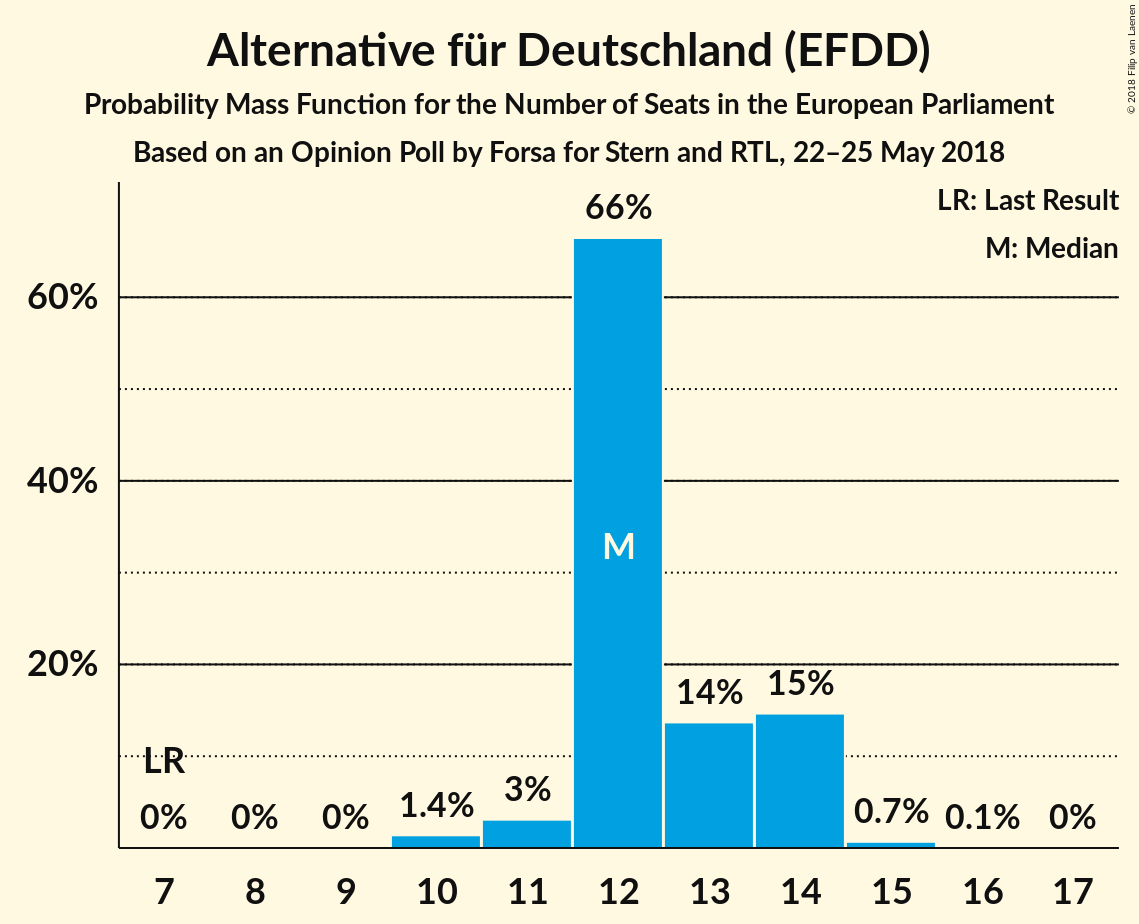 Alternative für Deutschland (EFDD)
Probability Mass Function for the Number of Seats in the European Parliament
Based on an Opinion Poll by Forsa for Stern and RTL, 22–25 May 2018
© 2018 Filip van Laenen
LR: Last Result
M: Median
66%
60%
40%
M
20%
14%
15%
LR
0%
0%
0%
1.4%
3%
0.7%
0.1%
0%
7 8 9 10 11 12 13 14 15 16 17